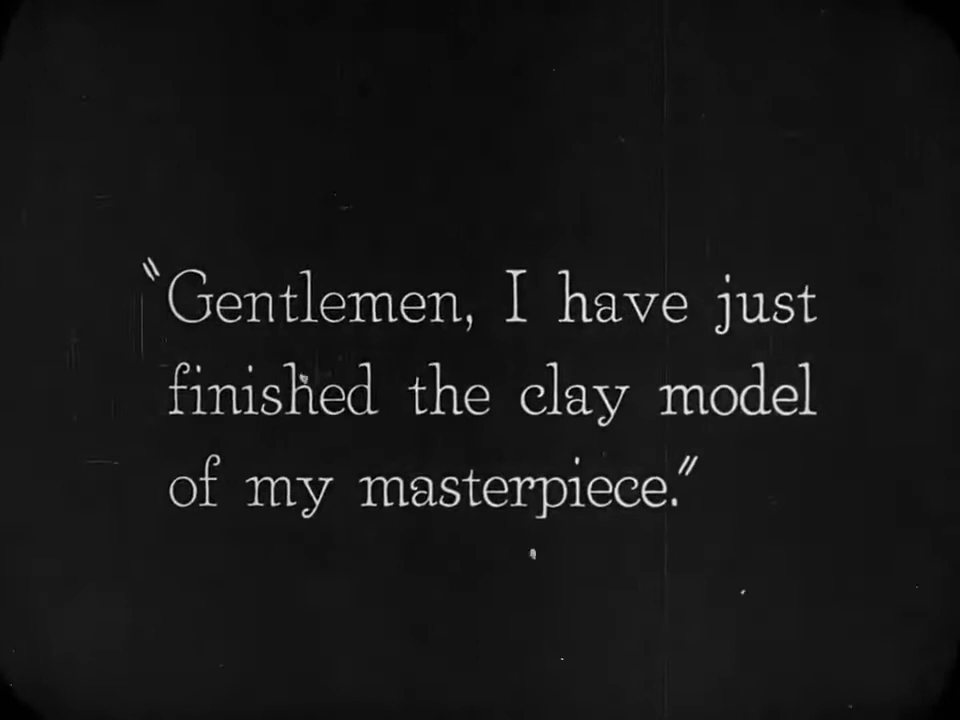 "Gentlemen, I have just
finished the clay model
of my masterpiece."